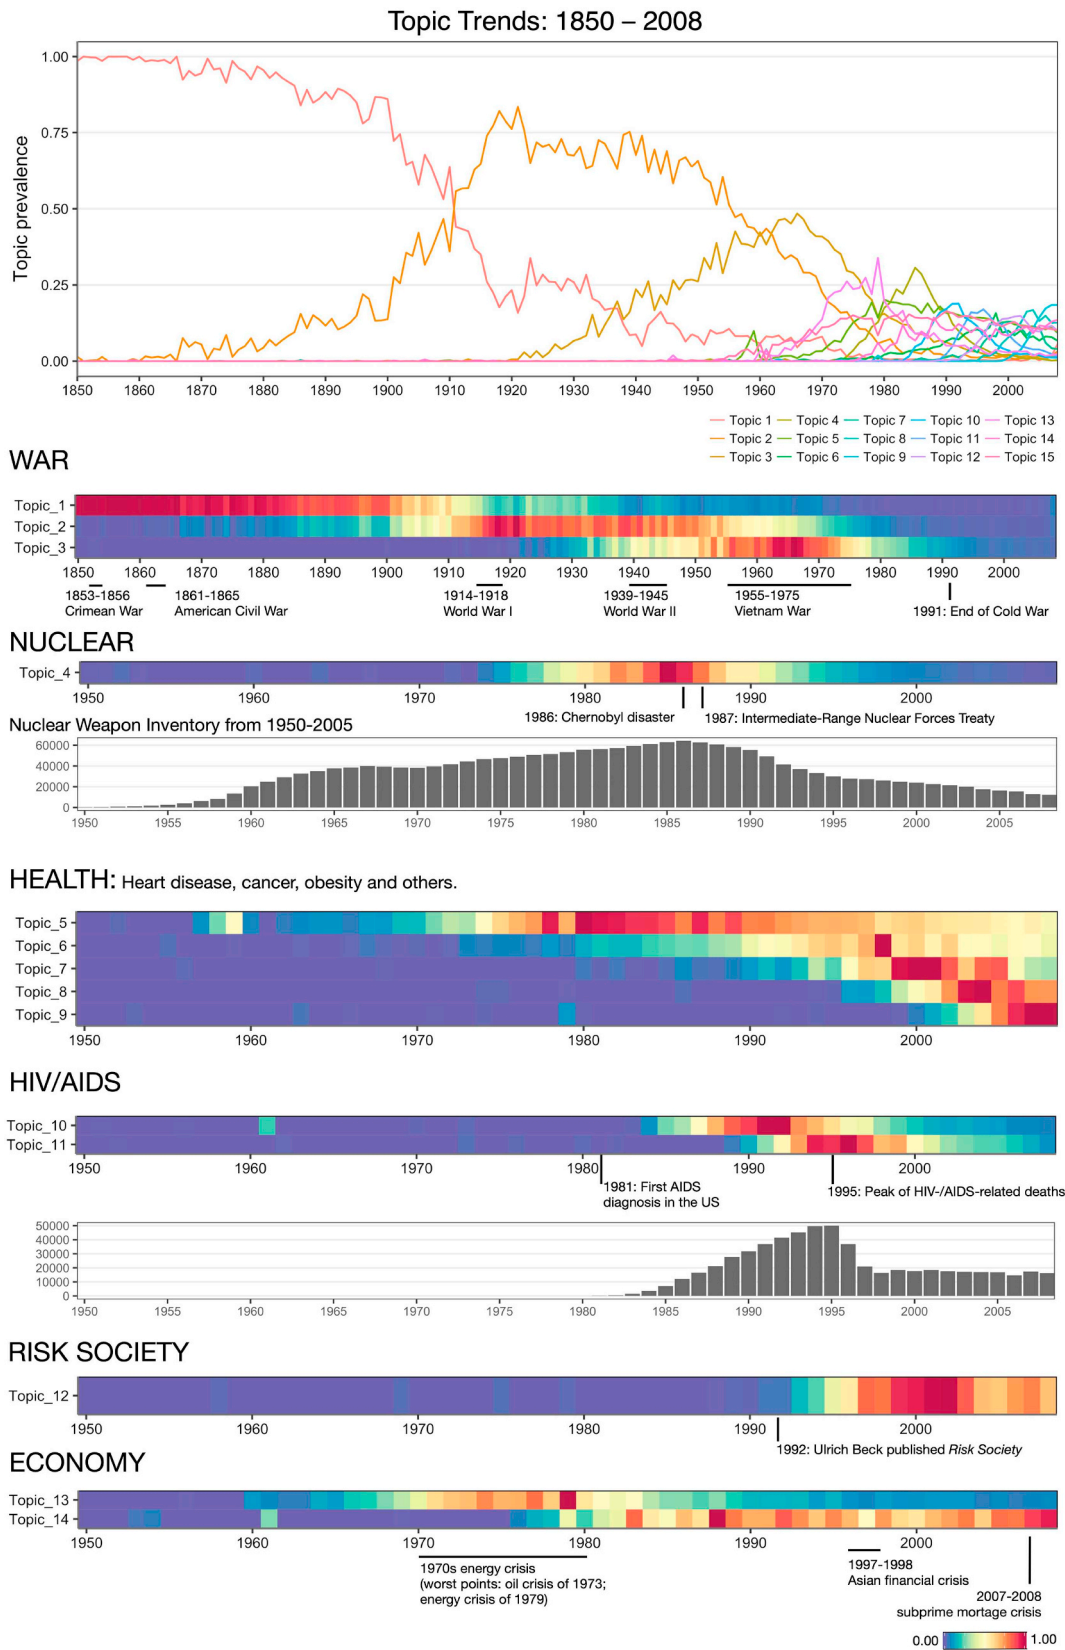 Topic Trends: 1850 – 2008
Topic prevalence
1.00
0.75
0.50
0.25
0.00
1850 1860 1870 1880 1890 1900 1910 1920 1930 1940 1950 1960 1970 1980 1990 2000
Topic 1 Topic 4 Topic 7 Topic 10 Topic 13
Topic 2 Topic 5 Topic 8 Topic 11 Topic 14
Topic 3 Topic 6 Topic 9 Topic 12 Topic 15
WAR
Topic_1
Topic_2
Topic_3
1850 1860 1870 1880 1890 1900 1910 1920 1930 1940 1950 1960 1970 1980 1990 2000
1853-1856 1861-1865 1914-1918 1939-1945 1955-1975
Crimean War American Civil War World War I World War II Vietnam War 1991: End of Cold War
NUCLEAR
Topic_4
1950 1960 1970 1980 1990 2000
1986: Chernobyl disaster 1987: Intermediate-Range Nuclear Forces Treaty
Nuclear Weapon Inventory from 1950-2005
60000
40000
20000
0
1950 1955 1960 1965 1970 1975 1980 1985 1990 1995 2000 2005
HEALTH: Heart disease, cancer, obesity and others.
Topic_5
Topic_6
Topic_7
Topic_8
Topic_9
1950 1960 1970 1980 1990 2000
HIV/AIDS
Topic_10
Topic_11
1950 1960 1970 1980 1990 2000
1981: First AIDS 1995: Peak of HIV-/AIDS-related deaths
diagnosis in the US
50000
40000
30000
20000
10000
0
1950 1955 1960 1965 1970 1975 1980 1985 1990 1995 2000 2005
RISK SOCIETY
Topic_12
1950 1960 1970 1980 1990 2000
1992: Ulrich Beck published Risk Society
ECONOMY
Topic_13
Topic_14
1950 1960 1970 1980 1990 2000
1970s energy crisis 1997-1998
(worst points: oil crisis of 1973; Asian financial crisis
energy crisis of 1979) 2007-2008
subprime mortage crisis
0.00 1.00